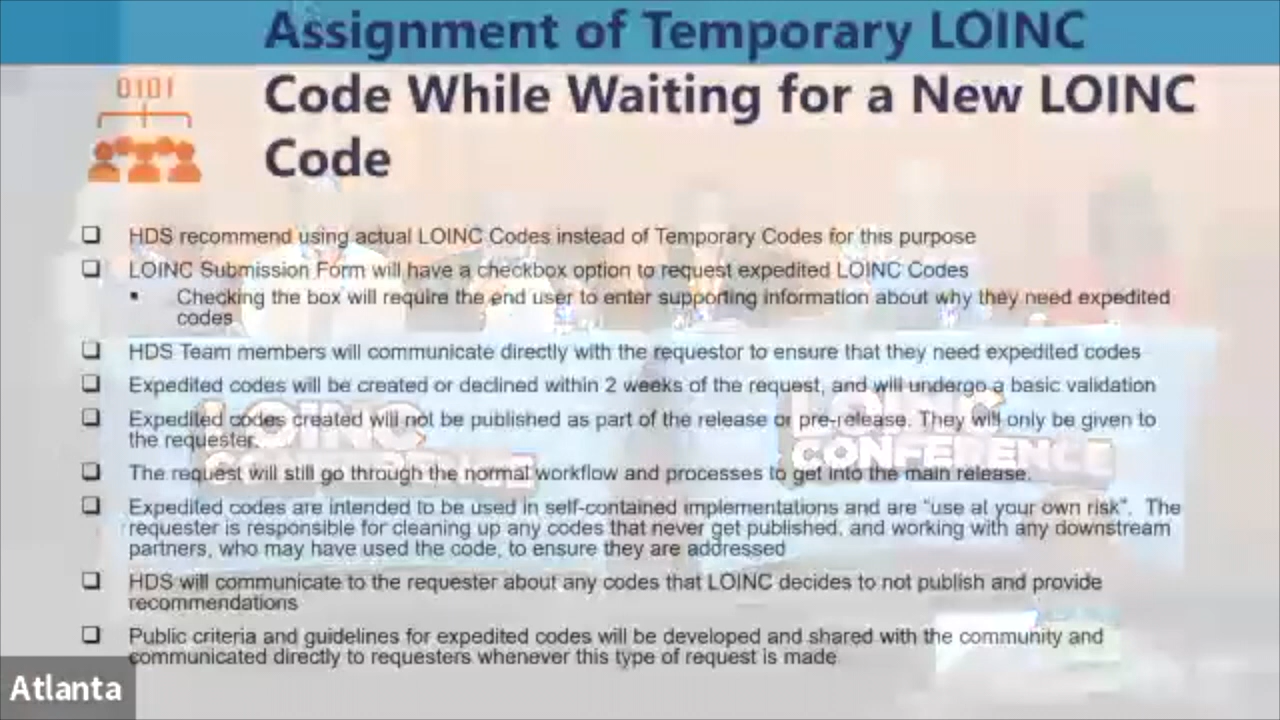 Assignment of Temporary LOINC
Code While Waiting for a New LOINC
Code
0101
❑ HDS recommend using actual LOINC Codes instead of Temporary Codes for this purpose
❑ LOINC Submission Form will have a checkbox option to request expedited LOINC Codes
▪ Checking the box will require the end user to enter supporting information about why they need expedited
codes
❑ HDS Team members will communicate directly with the requestor to ensure that they need expedited codes
❑ Expedited codes will be created or declined within 2 weeks of the request, and will undergo a basic validation
❑ Expedited codes created will not be published as part of the release or pre-release. They will only be given to
the requester.
❑ The request will still go through the normal workflow and processes to get into the main release.
❑ Expedited codes are intended to be used in self-contained implementations and are “use at your own risk”. The
requester is responsible for cleaning up any codes that never get published, and working with any downstream
partners, who may have used the code, to ensure they are addressed
❑ HDS will communicate to the requester about any codes that LOINC decides to not publish and provide
recommendations
❑ Public criteria and guidelines for expedited codes will be developed and shared with the community and
communicated directly to requesters whenever this type of request is made
LOINC
CONFERENCE
LOINC
CONFERENCE
Atlanta